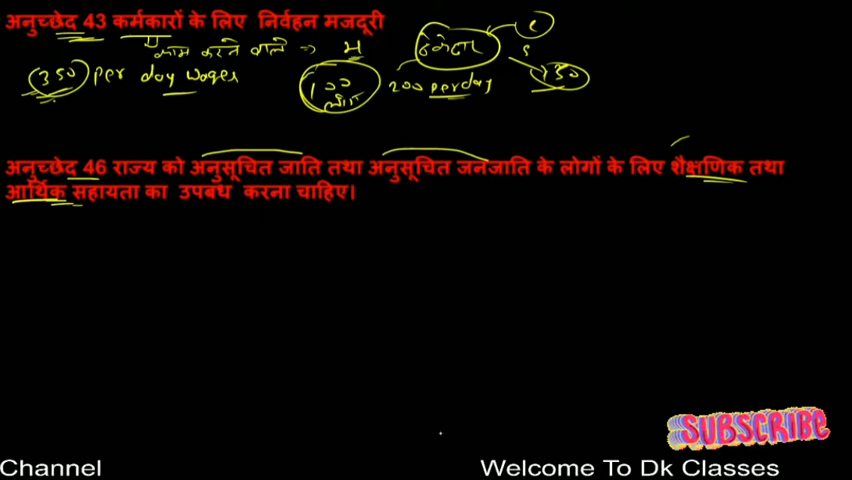 अनुच्छेद 43 कर्मकारों के लिए निर्वहन मजदूरी
काम करने वाले → म ठेकेदार
350 per day wages 100 200 per day 350
अनुच्छेद 46 राज्य को अनुसूचित जाति तथा अनुसूचित जनजाति के लोगों के लिए शैक्षणिक तथा
आर्थिक सहायता का उपबंध करना चाहिए।
SUBSCRIBE
Channel Welcome To Dk Classes